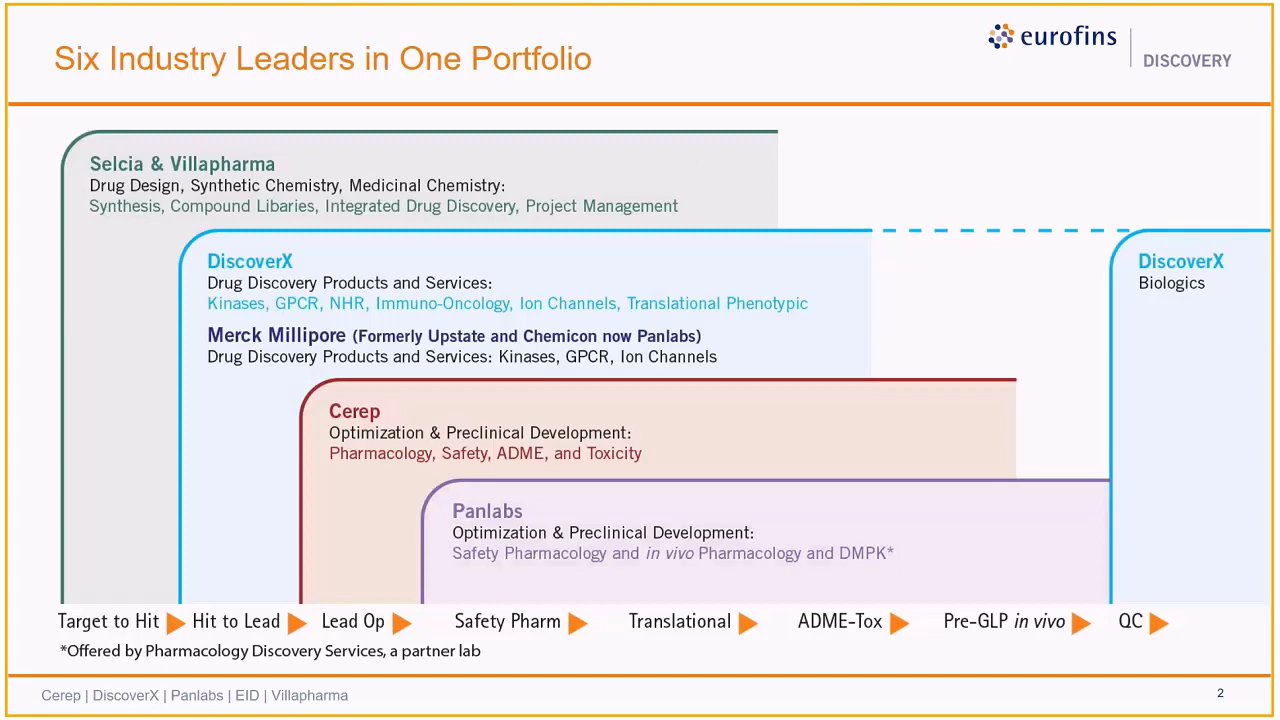 Six Industry Leaders in One Portfolio
eurofins
DISCOVERY
Selcia & Villapharma
Drug Design, Synthetic Chemistry, Medicinal Chemistry:
Synthesis, Compound Libaries, Integrated Drug Discovery, Project Management
DiscoverX
Drug Discovery Products and Services:
Kinases, GPCR, NHR, Immuno-Oncology, Ion Channels, Translational Phenotypic
Merck Millipore (Formerly Upstate and Chemicon now Panlabs)
Drug Discovery Products and Services: Kinases, GPCR, Ion Channels
DiscoverX
Biologics
Cerep
Optimization & Preclinical Development:
Pharmacology, Safety, ADME, and Toxicity
Panlabs
Optimization & Preclinical Development:
Safety Pharmacology and in vivo Pharmacology and DMPK*
Target to Hit Hit to Lead Lead Op Safety Pharm Translational ADME-Tox Pre-GLP in vivo QC
*Offered by Pharmacology Discovery Services, a partner lab
Cerep | DiscoverX | Panlabs | EID | Villapharma
2